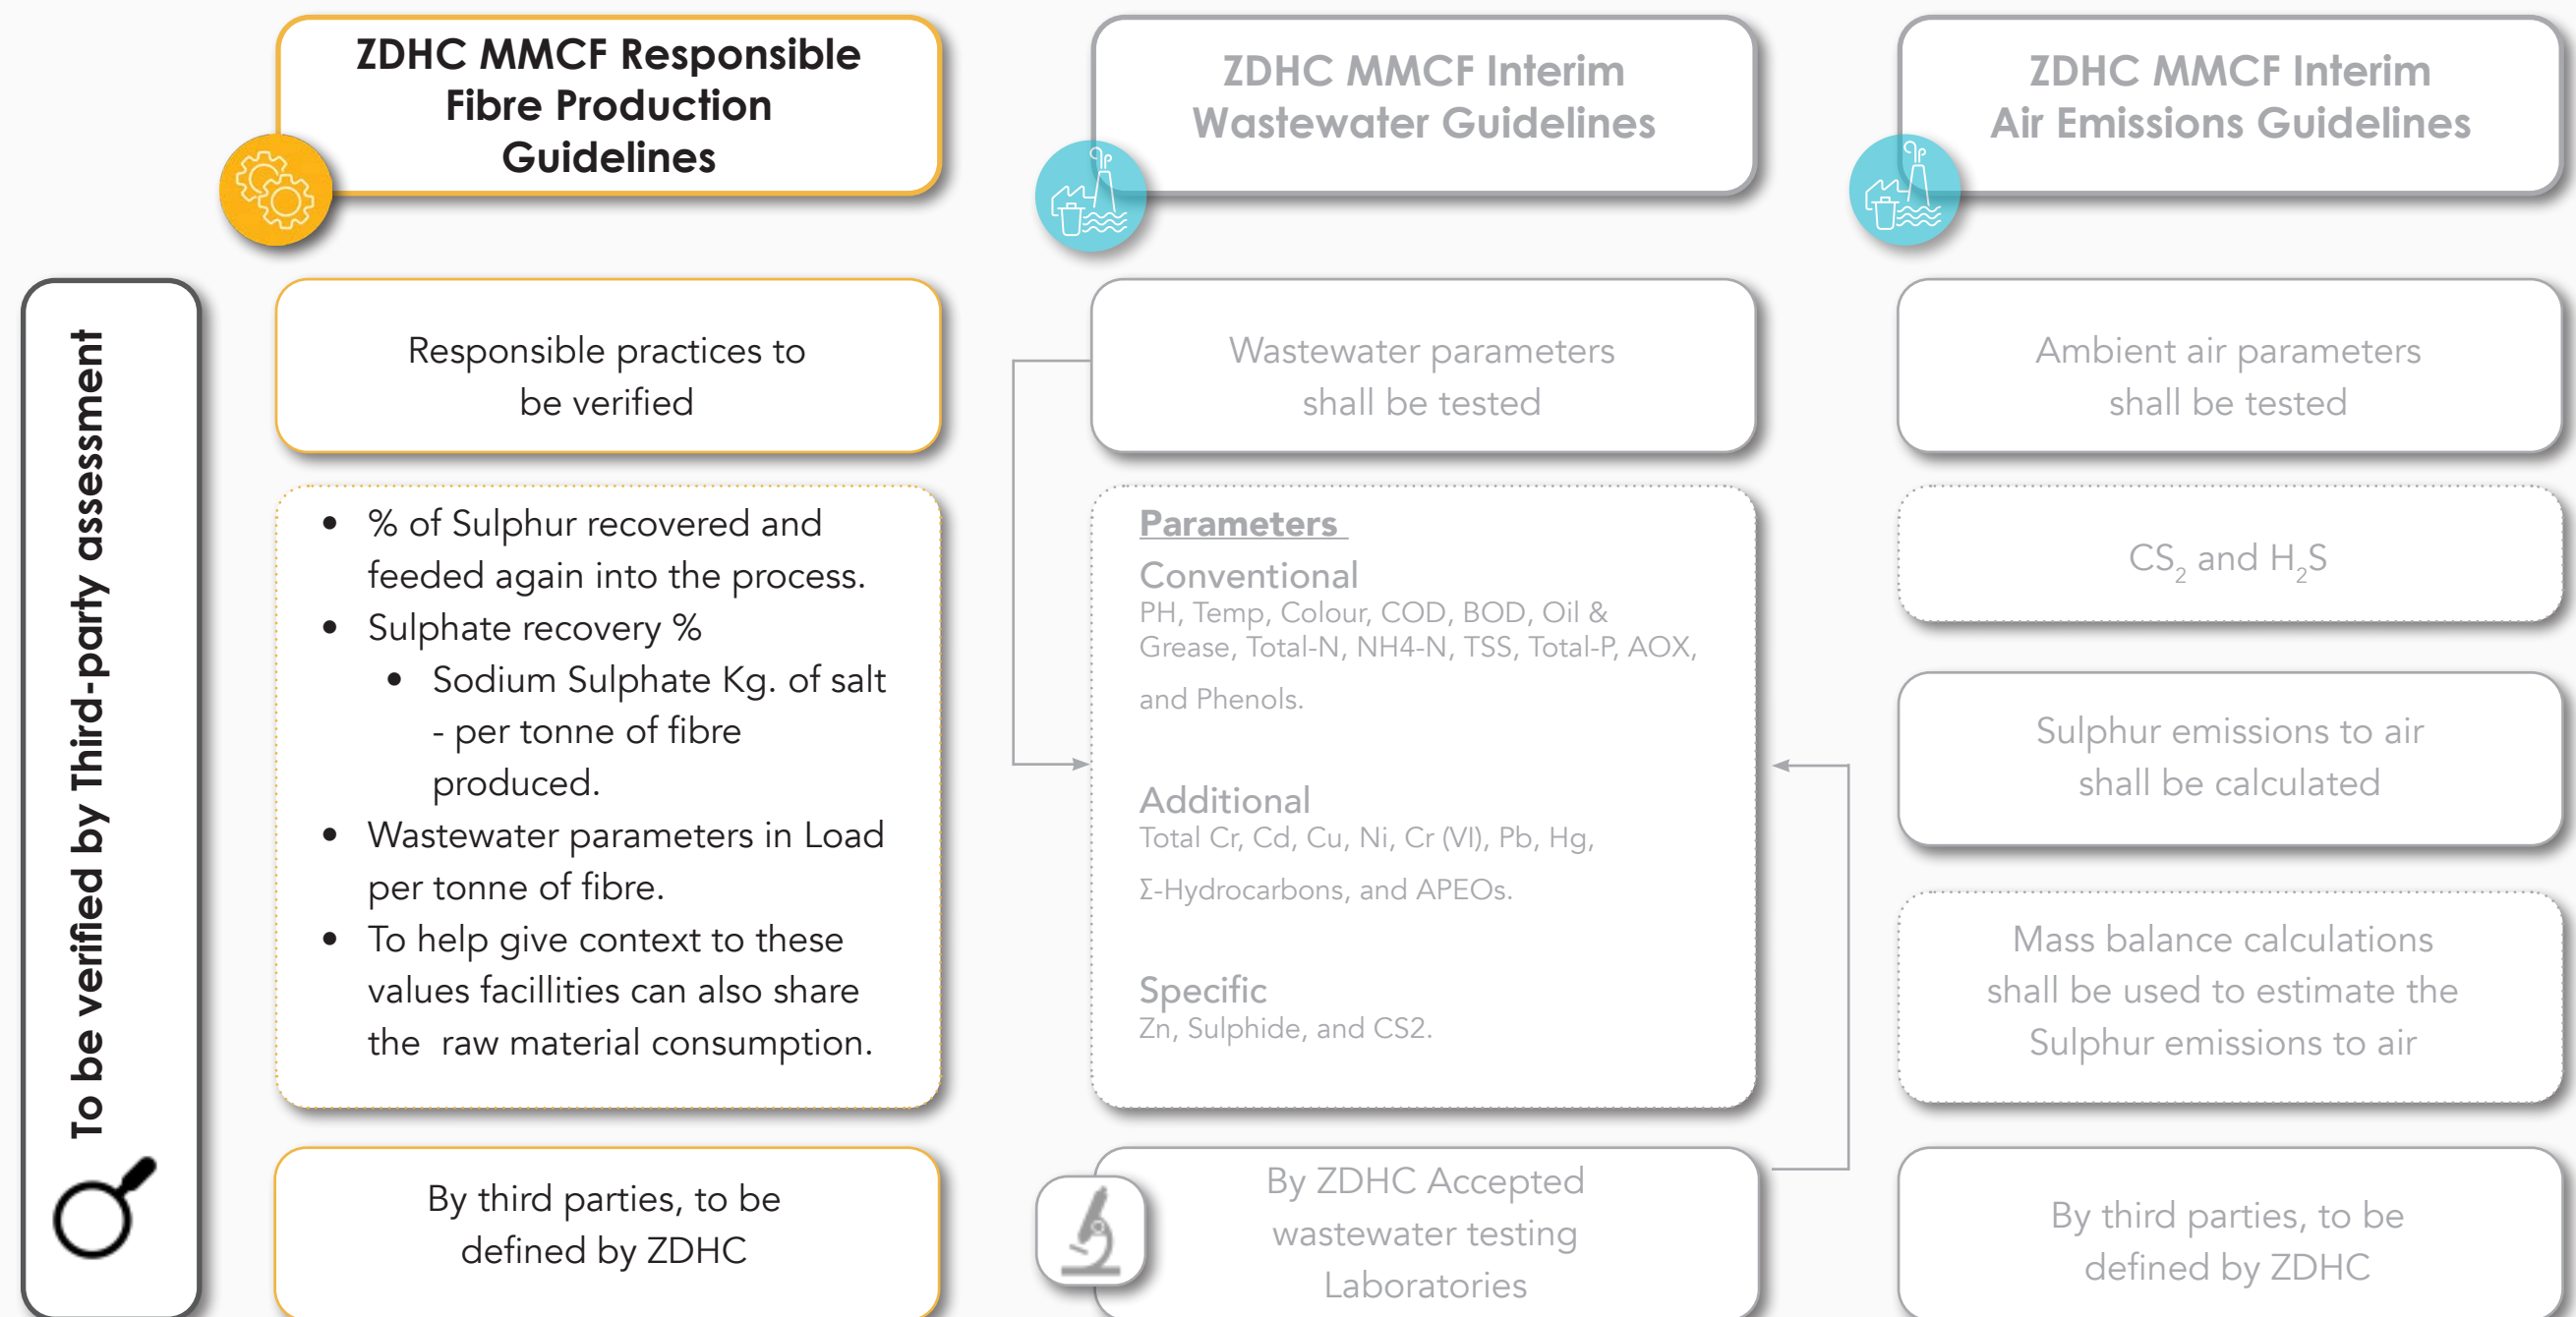 ZDHC MMCF Responsible
Fibre Production
Guidelines
ZDHC MMCF Interim
Wastewater Guidelines
ZDHC MMCF Interim
Air Emissions Guidelines
To be verified by Third-party assessment
Responsible practices to
be verified
• % of Sulphur recovered and
feeded again into the process.
• Sulphate recovery %
• Sodium Sulphate Kg. of salt
- per tonne of fibre
produced.
• Wastewater parameters in Load
per tonne of fibre.
• To help give context to these
values facillities can also share
the raw material consumption.
By third parties, to be
defined by ZDHC
Wastewater parameters
shall be tested
Parameters
Conventional
PH, Temp, Colour, COD, BOD, Oil &
Grease, Total-N, NH4-N, TSS, Total-P, AOX,
and Phenols.
Additional
Total Cr, Cd, Cu, Ni, Cr (VI), Pb, Hg,
Σ-Hydrocarbons, and APEOs.
Specific
Zn, Sulphide, and CS2.
By ZDHC Accepted
wastewater testing
Laboratories
Ambient air parameters
shall be tested
CS₂ and H₂S
Sulphur emissions to air
shall be calculated
Mass balance calculations
shall be used to estimate the
Sulphur emissions to air
By third parties, to be
defined by ZDHC